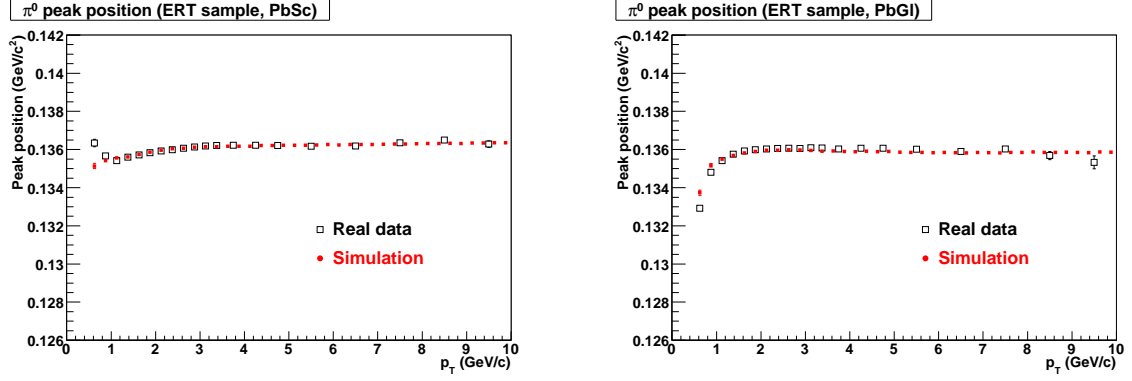 π⁰ peak position (ERT sample, PbSc)
Peak position (GeV/c²)
0.142
0.14
0.138
0.136
0.134
0.132
0.13
0.128
0.126
Real data
Simulation
0 1 2 3 4 5 6 7 8 9 10
p_T (GeV/c)
π⁰ peak position (ERT sample, PbGl)
Peak position (GeV/c²)
0.142
0.14
0.138
0.136
0.134
0.132
0.13
0.128
0.126
Real data
Simulation
0 1 2 3 4 5 6 7 8 9 10
p_T (GeV/c)